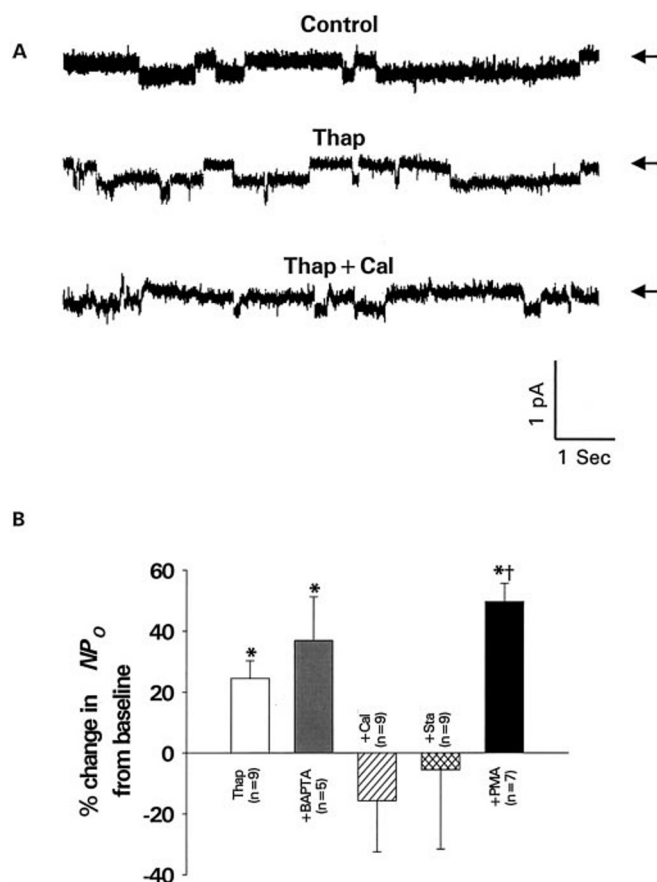 A
Control
Thap
Thap + Cal
1 pA
1 Sec
B
% change in NPO
from baseline
60
40
20
0
-20
-40
*
*
*†
Thap
(n=9)
+BAPTA
(n=5)
+Cal
(n=9)
+Sta
(n=9)
+PMA
(n=7)